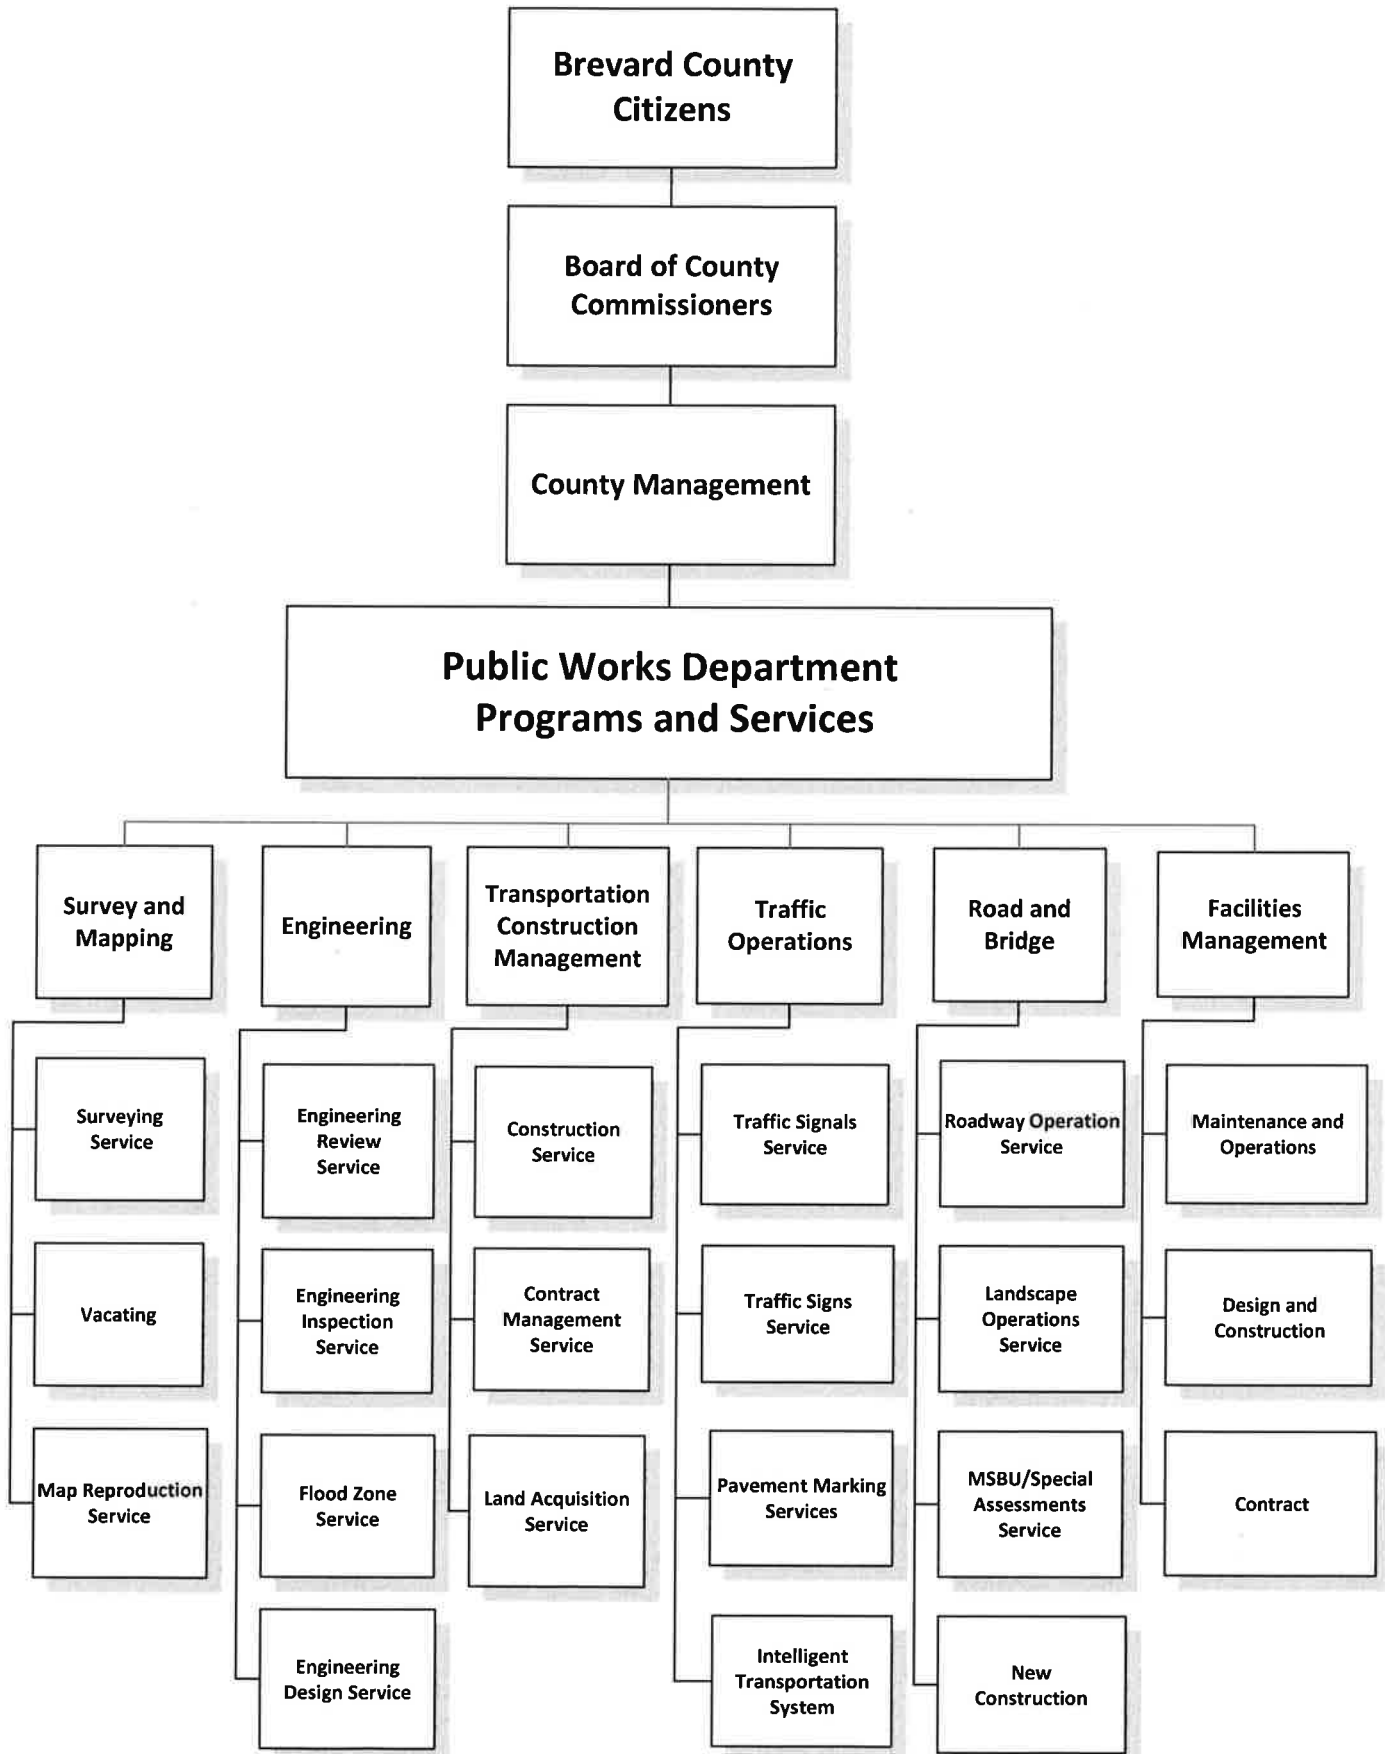 Brevard County
Citizens
Board of County
Commissioners
County Management
Public Works Department
Programs and Services
Survey and
Mapping
Engineering
Transportation
Construction
Management
Traffic
Operations
Road and
Bridge
Facilities
Management
Surveying
Service
Vacating
Map Reproduction
Service
Engineering
Review
Service
Engineering
Inspection
Service
Flood Zone
Service
Engineering
Design Service
Construction
Service
Contract
Management
Service
Land Acquisition
Service
Traffic Signals
Service
Traffic Signs
Service
Pavement Marking
Services
Intelligent
Transportation
System
Roadway Operation
Service
Landscape
Operations
Service
MSBU/Special
Assessments
Service
New
Construction
Maintenance and
Operations
Design and
Construction
Contract